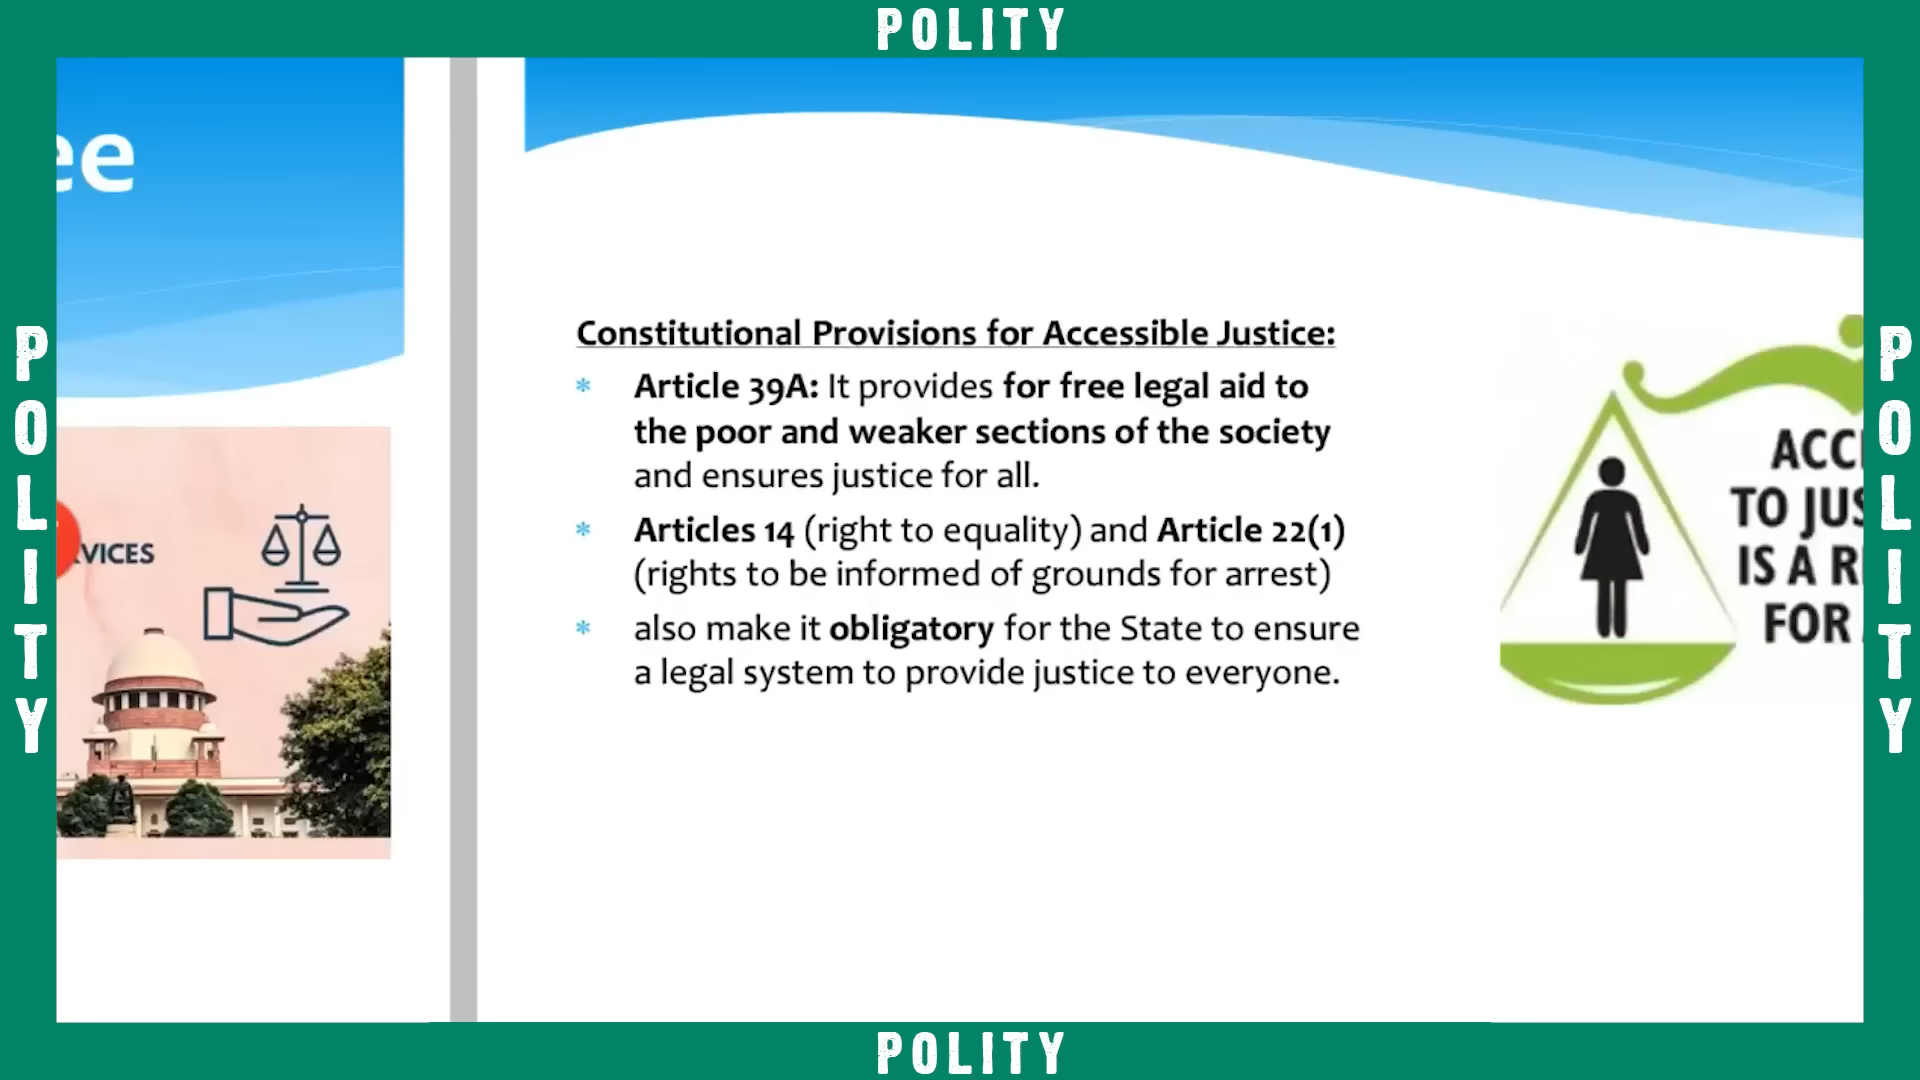 POLITY
ee
RVICES
Constitutional Provisions for Accessible Justice:
* Article 39A: It provides for free legal aid to
the poor and weaker sections of the society
and ensures justice for all.
* Articles 14 (right to equality) and Article 22(1)
(rights to be informed of grounds for arrest)
* also make it obligatory for the State to ensure
a legal system to provide justice to everyone.
ACC
TO JUS
IS A R
FOR
POLITY
POLITY
POLITY